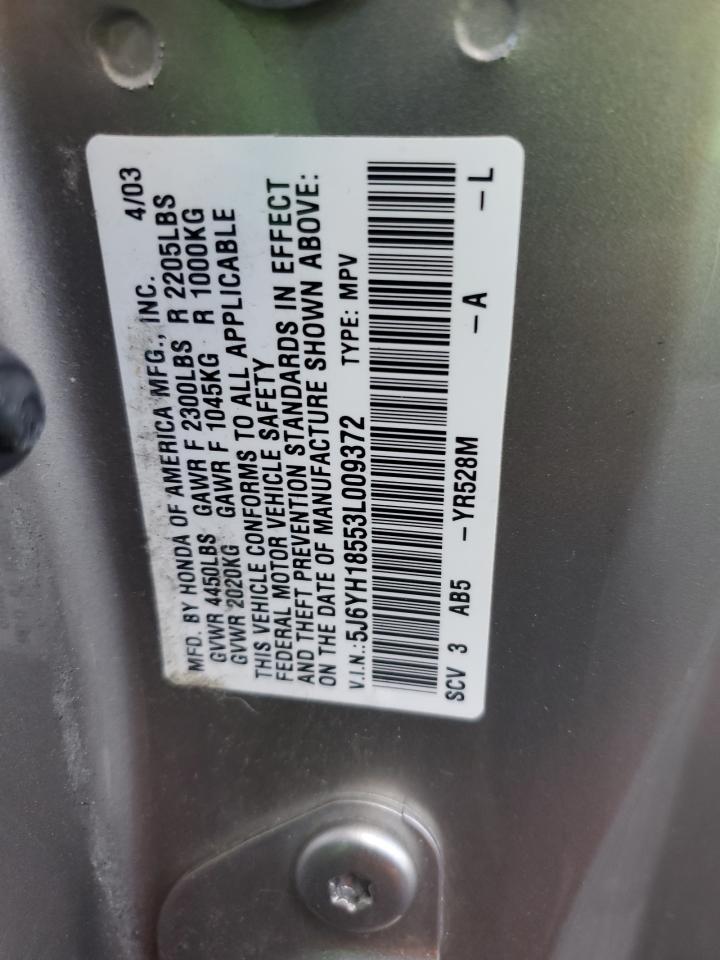 MFD. BY HONDA OF AMERICA MFG., INC. 4/03
GVWR 4450LBS GAWR F 2300LBS R 2205LBS
GVWR 2020KG GAWR F 1045KG R 1000KG
THIS VEHICLE CONFORMS TO ALL APPLICABLE
FEDERAL MOTOR VEHICLE SAFETY
AND THEFT PREVENTION STANDARDS IN EFFECT
ON THE DATE OF MANUFACTURE SHOWN ABOVE:
V.I.N.: 5J6YH18553L009372 TYPE: MPV
SCV 3 AB5 -YR528M -A -L